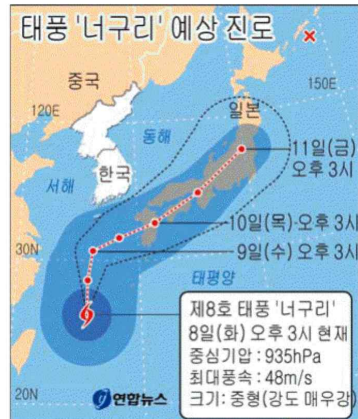 태풍 '너구리' 예상 진로
중국
150E
120E
일본
동해
11일(금)
오후 3시
한국
서해
10일(목) 오후 3시
30N
9일(수) 오후 3시
태평양
제8호 태풍 '너구리'
8일(화) 오후 3시 현재
중심기압 : 935hPa
최대풍속 : 48m/s
크기 : 중형(강도 매우강)
20N
연합뉴스